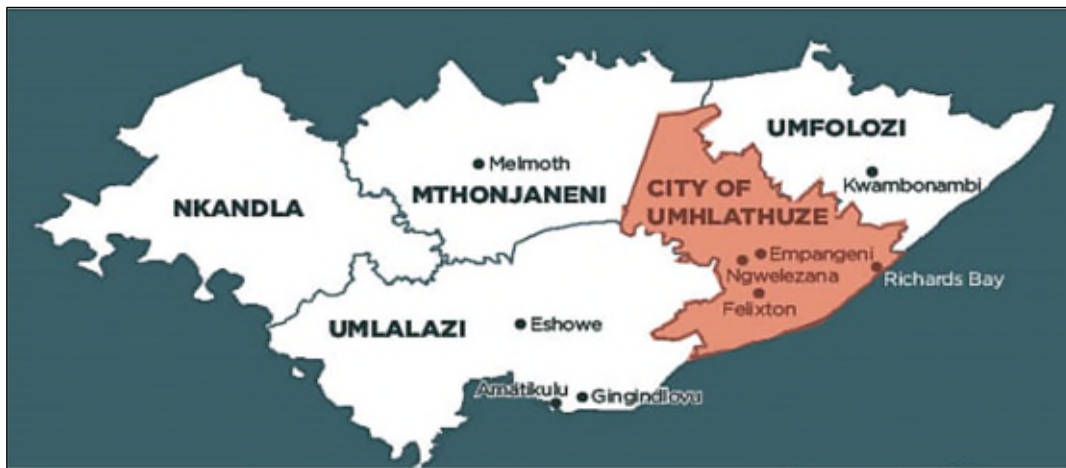 UMFOLOZI
Melmoth
Kwambonambi
MTHONJANENI
CITY OF
UMHLATHUZE
NKANDLA
Empangeni
Ngwelezana
Richards Bay
Felixton
UMLALAZI
Eshowe
Amatikulu
Gingindlovu